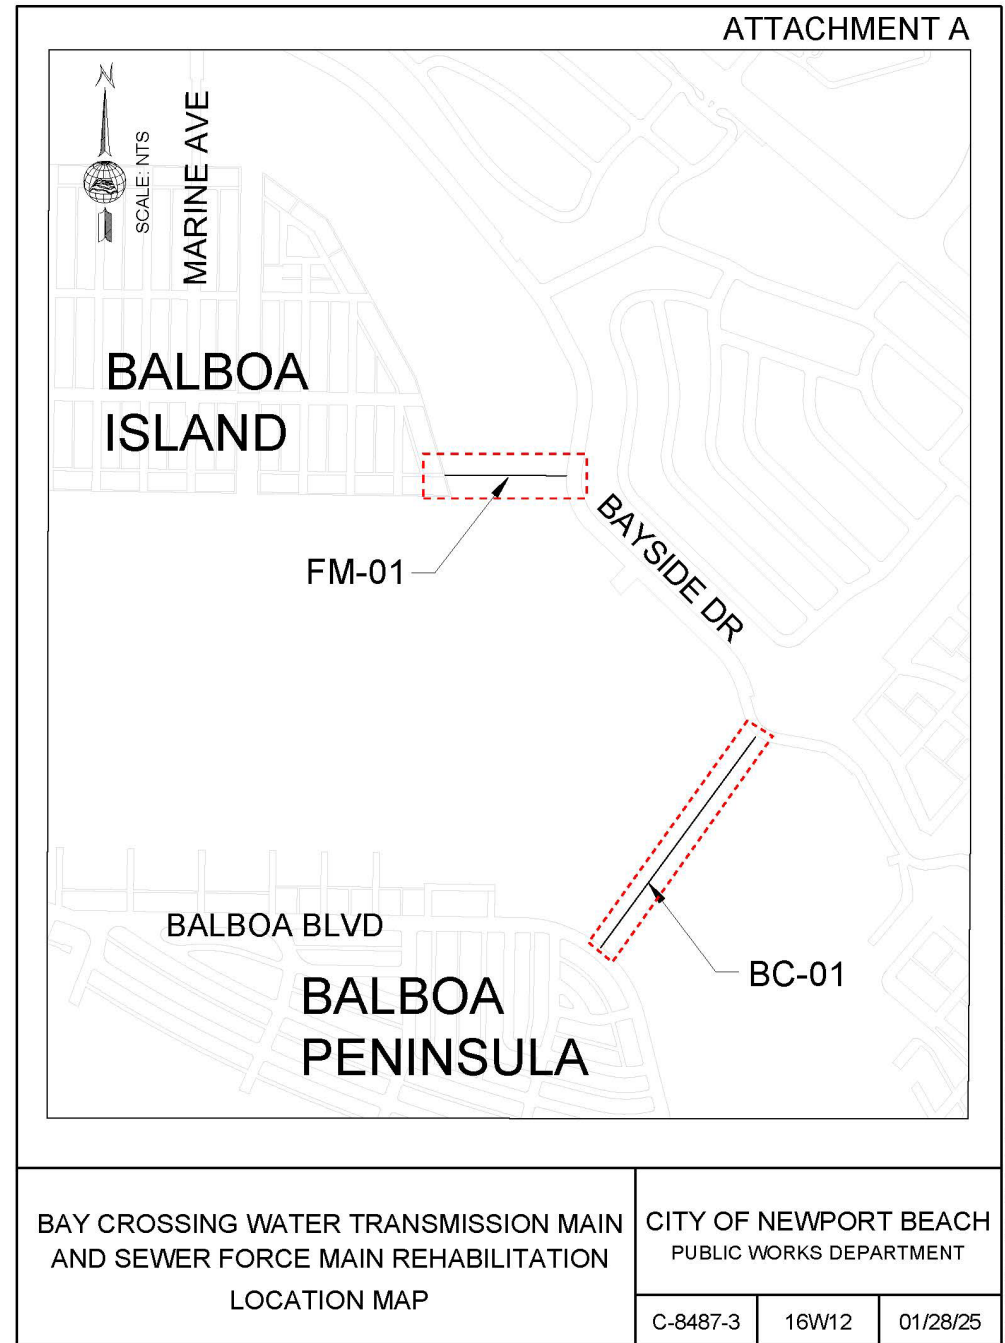 ATTACHMENT A
N
SCALE: NTS
MARINE AVE
BALBOA
ISLAND
FM-01
BAYSIDE DR
BALBOA BLVD
BC-01
BALBOA
PENINSULA
BAY CROSSING WATER TRANSMISSION MAIN
AND SEWER FORCE MAIN REHABILITATION
LOCATION MAP
CITY OF NEWPORT BEACH
PUBLIC WORKS DEPARTMENT
C-8487-3
16W12
01/28/25